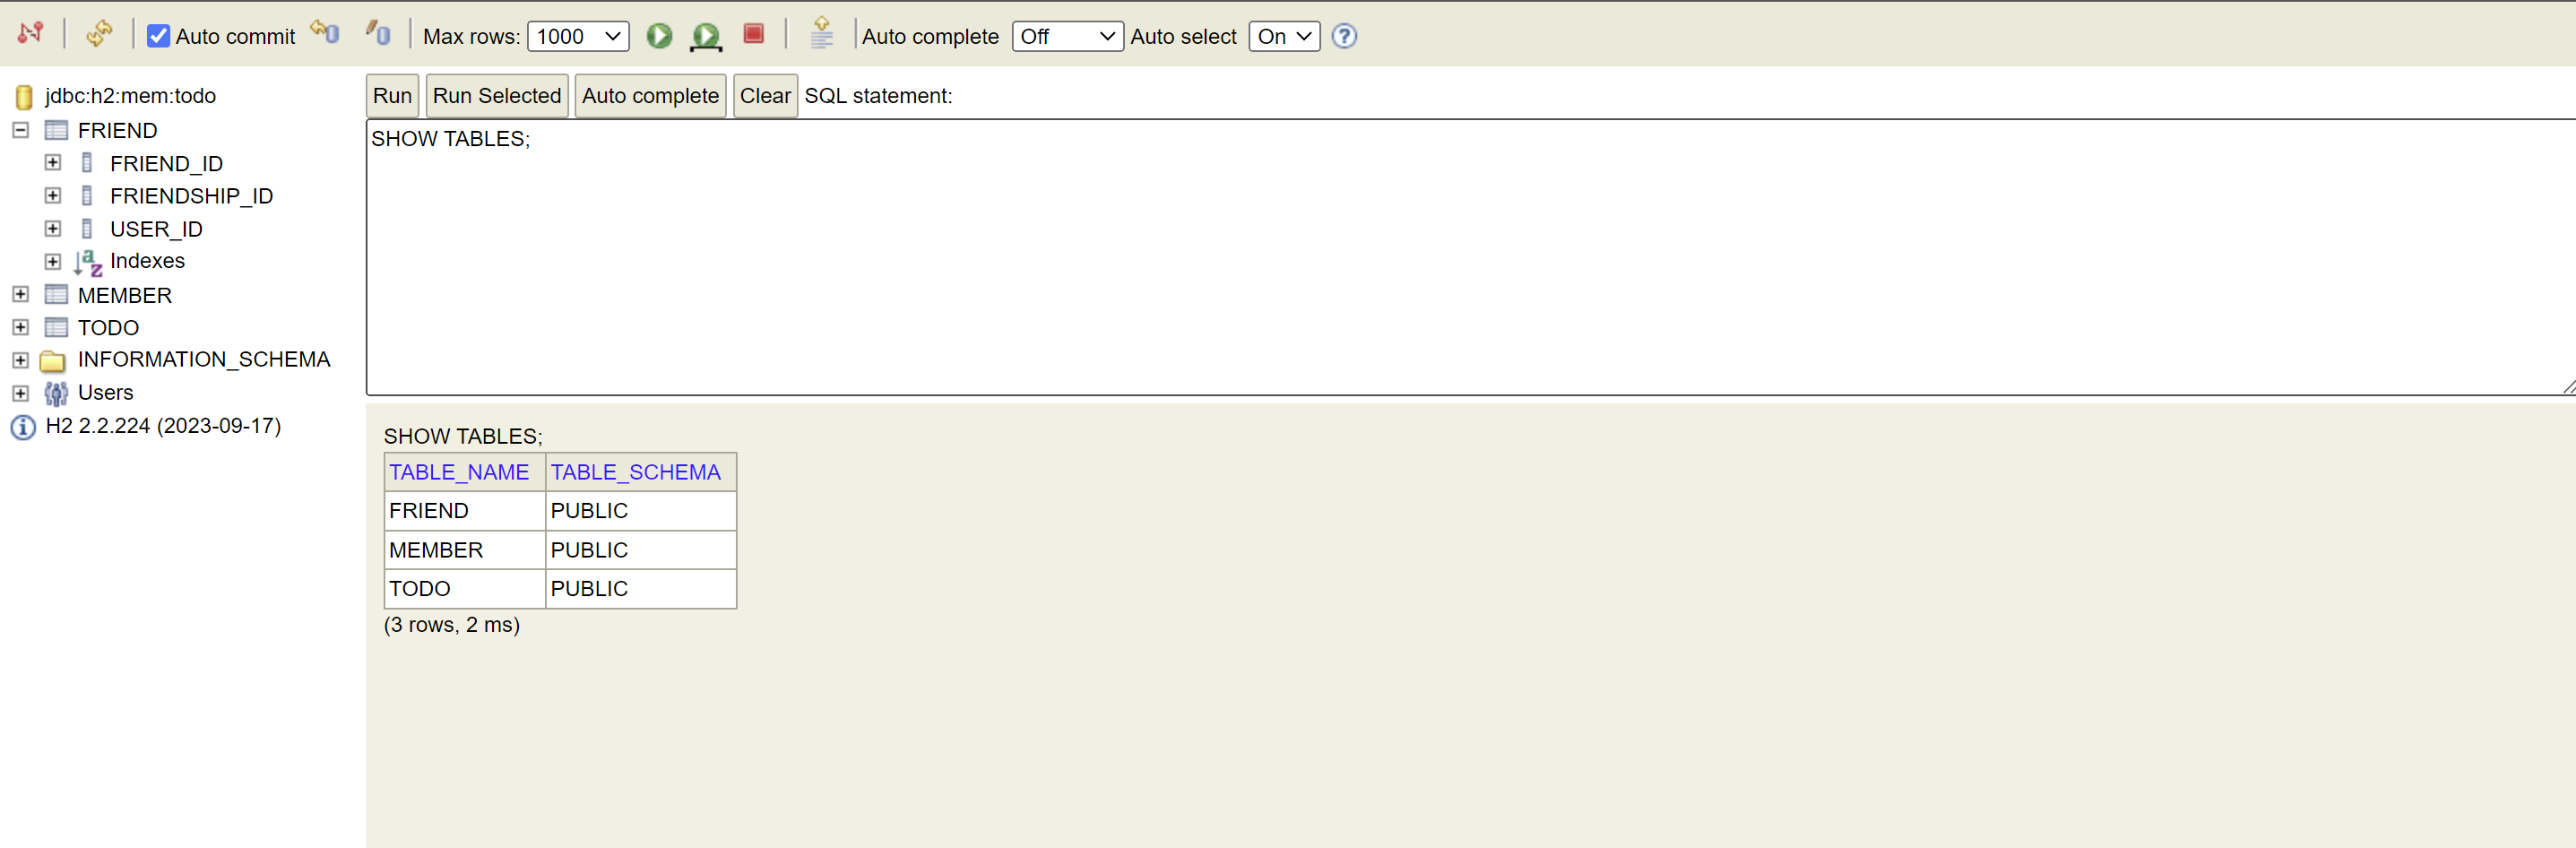 Auto commit Max rows: 1000 Auto complete Off Auto select On
jdbc:h2:mem:todo
FRIEND
FRIEND_ID
FRIENDSHIP_ID
USER_ID
Indexes
MEMBER
TODO
INFORMATION_SCHEMA
Users
H2 2.2.224 (2023-09-17)
Run Run Selected Auto complete Clear SQL statement:
SHOW TABLES;
SHOW TABLES;
TABLE_NAME TABLE_SCHEMA
FRIEND PUBLIC
MEMBER PUBLIC
TODO PUBLIC
(3 rows, 2 ms)